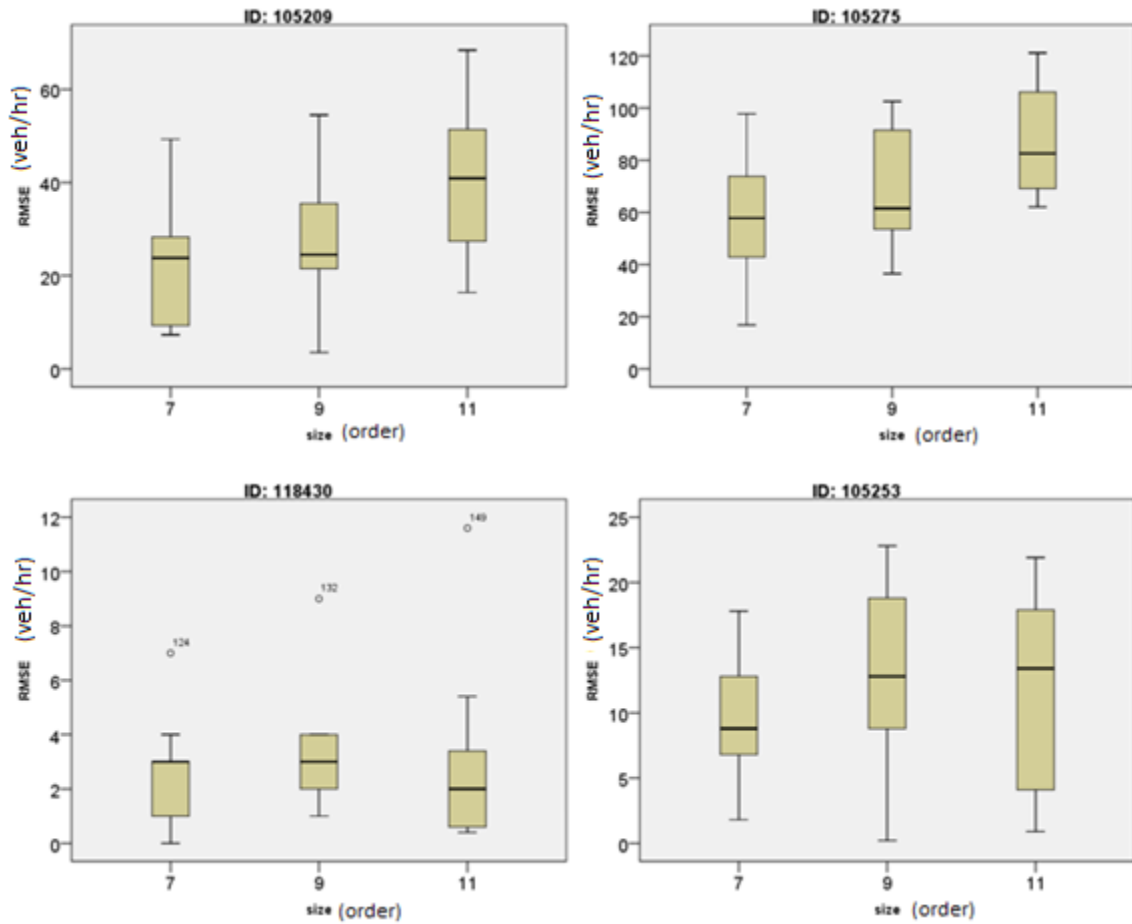 ID: 105209
RMSE (veh/hr)
60
40
20
0
7 9 11
size (order)
ID: 105275
RMSE (veh/hr)
120
100
80
60
40
20
0
7 9 11
size (order)
ID: 118430
RMSE (veh/hr)
12
10
8
6
4
2
0
124
132
149
7 9 11
size (order)
ID: 105253
RMSE (veh/hr)
25
20
15
10
5
0
7 9 11
size (order)